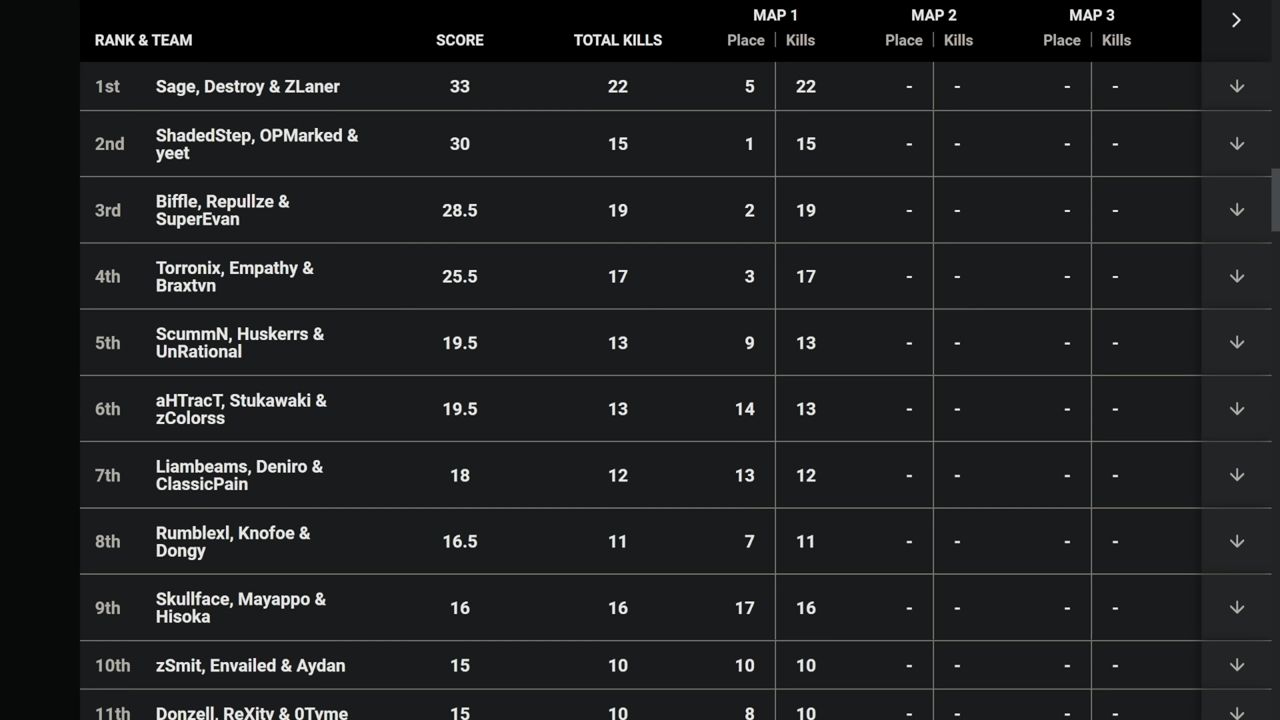 MAP 1 MAP 2 MAP 3
RANK & TEAM SCORE TOTAL KILLS Place | Kills Place | Kills Place | Kills
1st Sage, Destroy & ZLaner 33 22 5 22 - - - -
2nd ShadedStep, OPMarked & yeet 30 15 1 15 - - - -
3rd Biffle, Repullze & SuperEvan 28.5 19 2 19 - - - -
4th Torronix, Empathy & Braxtvn 25.5 17 3 17 - - - -
5th ScummN, Huskerrs & UnRational 19.5 13 9 13 - - - -
6th aHTracT, Stukawaki & zColorss 19.5 13 14 13 - - - -
7th Liambeams, Deniro & ClassicPain 18 12 13 12 - - - -
8th Rumblexl, Knofoe & Dongy 16.5 11 7 11 - - - -
9th Skullface, Mayappo & Hisoka 16 16 17 16 - - - -
10th zSmit, Envailed & Aydan 15 10 10 10 - - - -
11th Donzell, ReXity & 0Tyme 15 10 8 10 - - - -